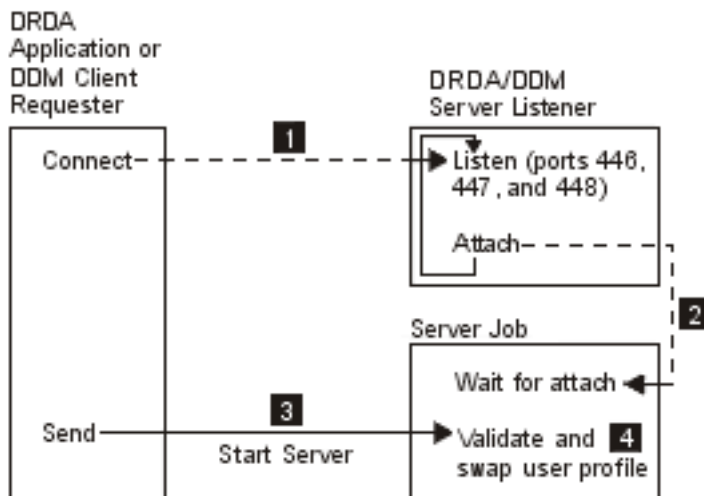 DRDA
Application or
DDM Client
Requester
DRDA/DDM
Server Listener
1
Connect
Listen (ports 446,
447, and 448)
Attach
2
Server Job
Wait for attach
3
Send
Start Server
Validate and 4
swap user profile